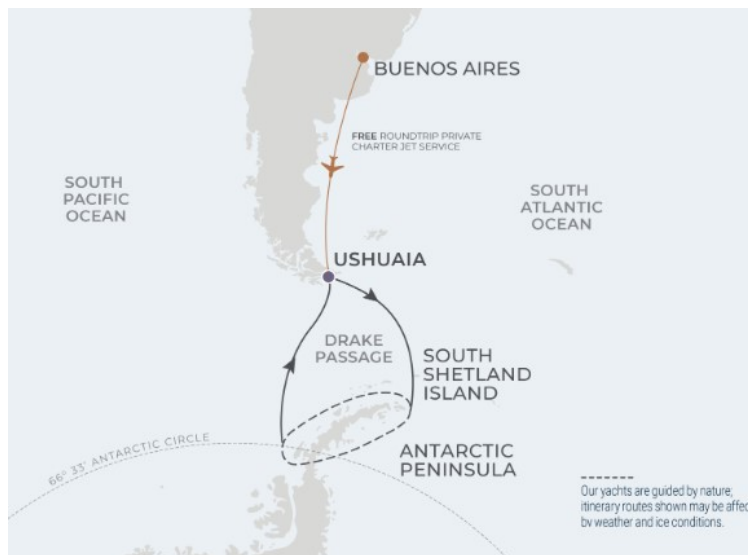 BUENOS AIRES
FREE ROUNDTRIP PRIVATE
CHARTER JET SERVICE
SOUTH
PACIFIC
OCEAN
SOUTH
ATLANTIC
OCEAN
USHUAIA
DRAKE
PASSAGE
SOUTH
SHETLAND
ISLAND
66° 33' ANTARCTIC CIRCLE
ANTARCTIC
PENINSULA
Our yachts are guided by nature;
itinerary routes shown may be affec
by weather and ice conditions.